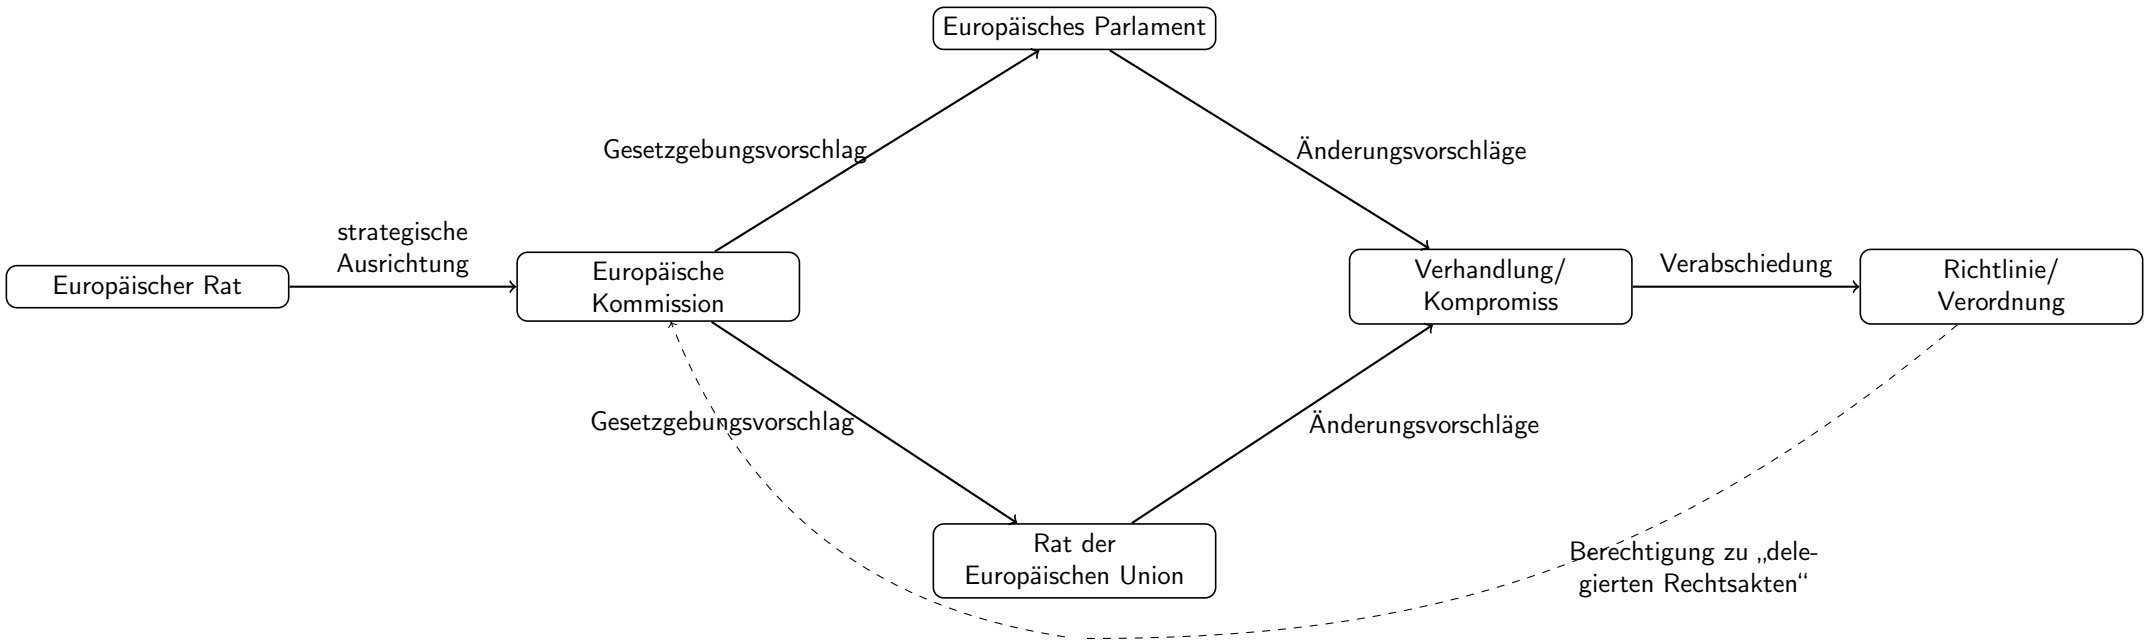 Europäisches Parlament
Gesetzgebungsvorschlag
Änderungsvorschläge
strategische
Ausrichtung
Europäischer Rat
Europäische
Kommission
Verhandlung/
Kompromiss
Verabschiedung
Richtlinie/
Verordnung
Gesetzgebungsvorschlag
Änderungsvorschläge
Rat der
Europäischen Union
Berechtigung zu „dele-
gierten Rechtsakten“